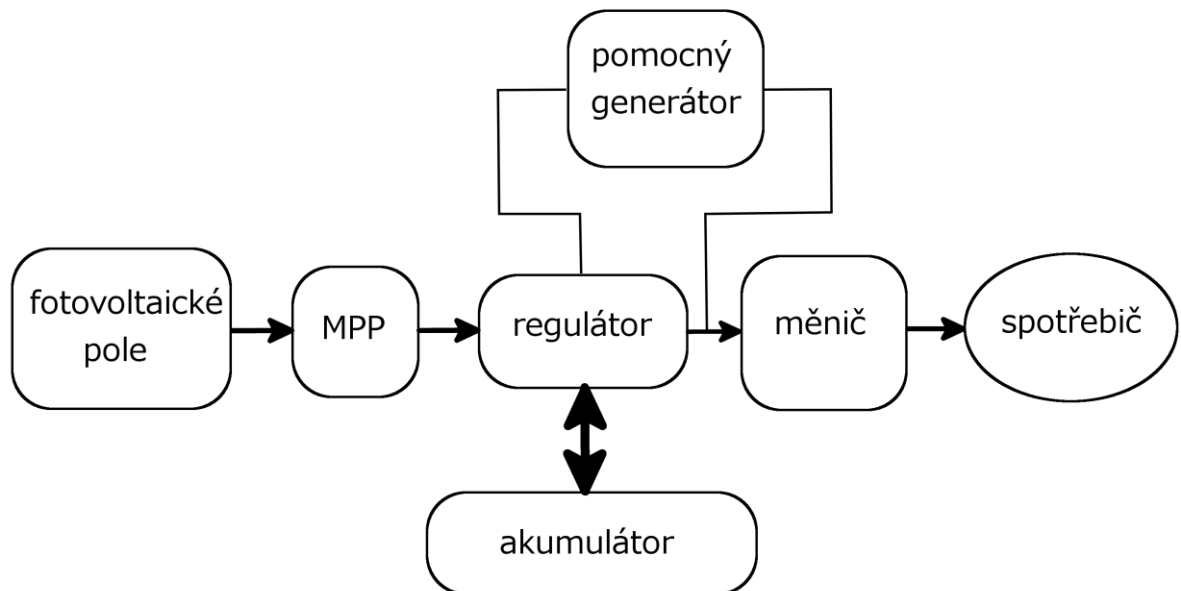 pomocný
generátor
fotovoltaické
pole
MPP
regulátor
měnič
spotřebič
akumulátor